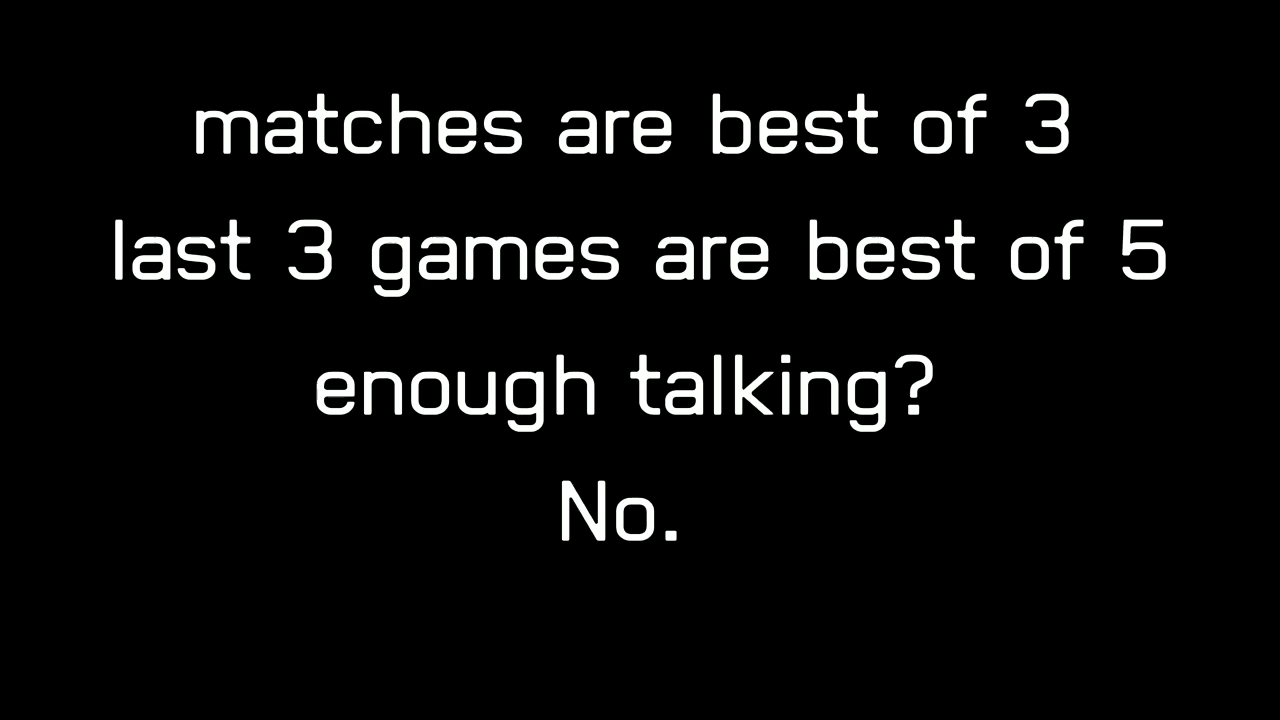 matches are best of 3
last 3 games are best of 5
enough talking?
No.